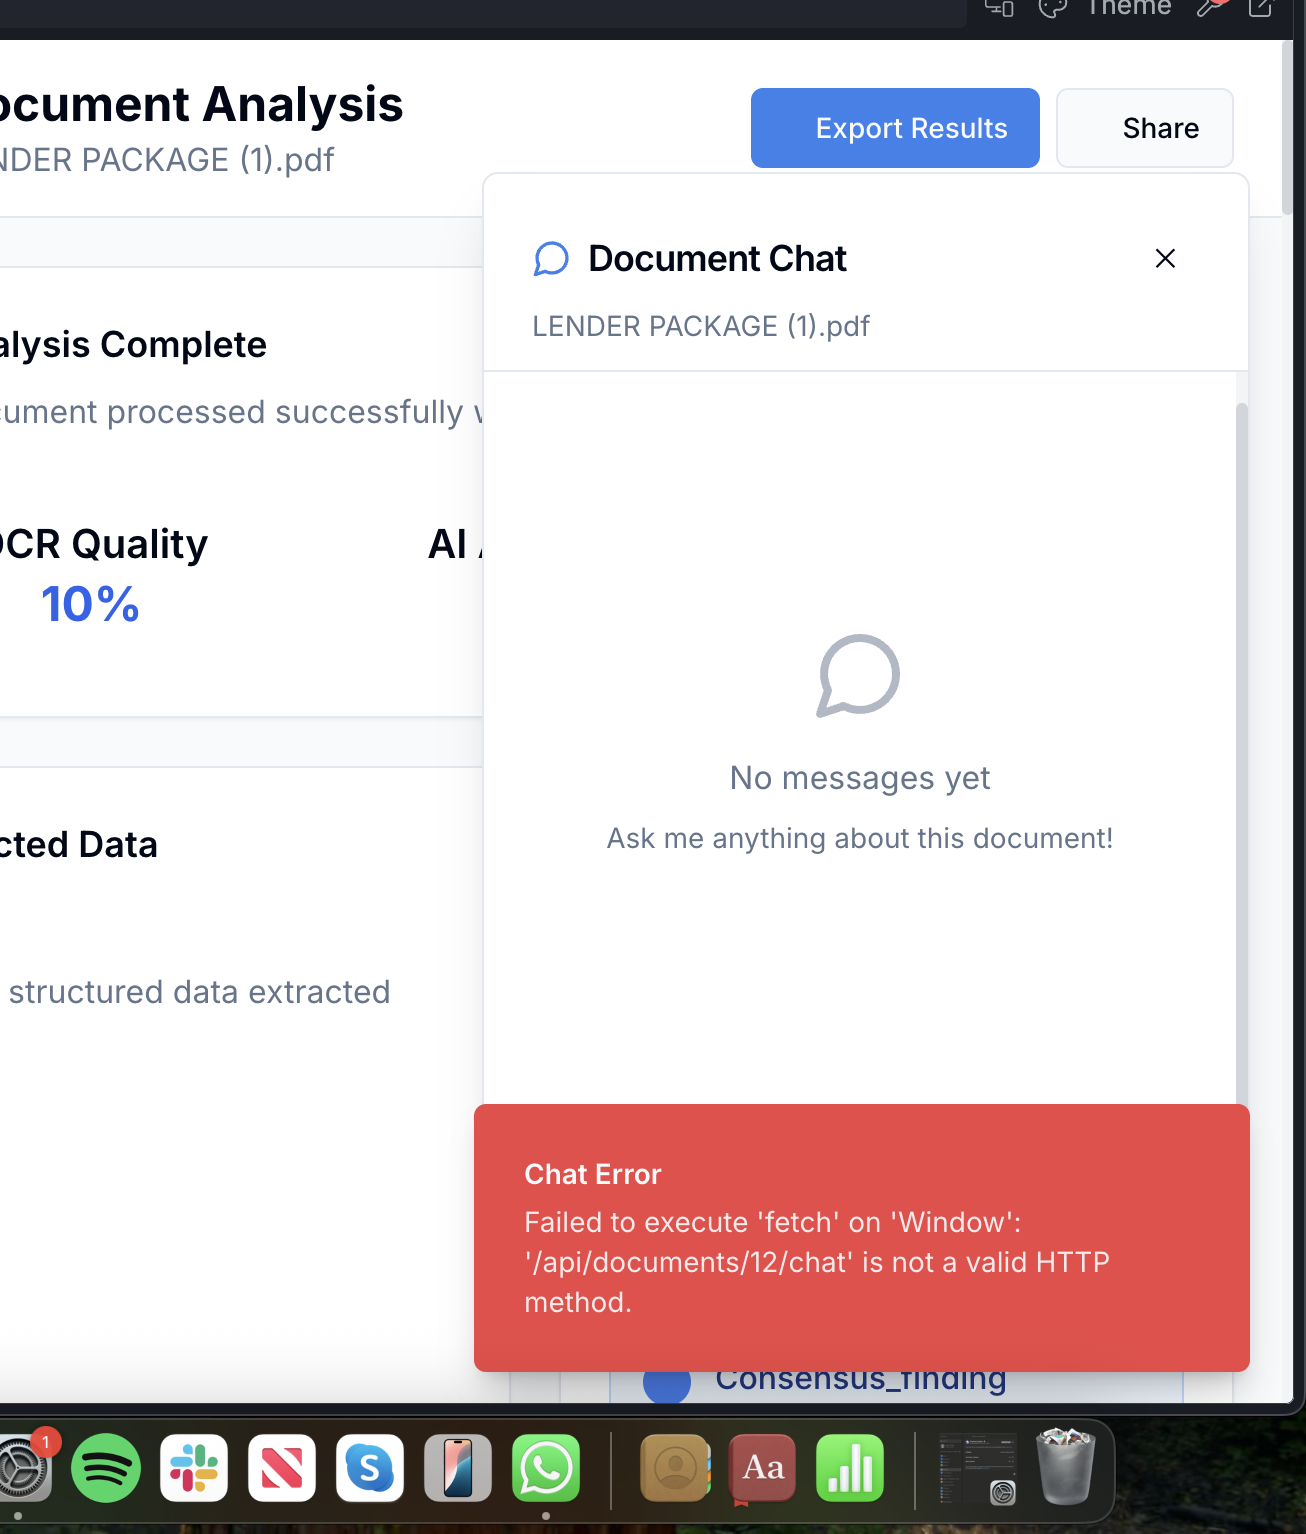 Theme
ocument Analysis
NDER PACKAGE (1).pdf
Export Results
Share
Document Chat
LENDER PACKAGE (1).pdf
alysis Complete
cument processed successfully w
OCR Quality
AI A
10%
No messages yet
Ask me anything about this document!
cted Data
structured data extracted
Chat Error
Failed to execute 'fetch' on 'Window':
'/api/documents/12/chat' is not a valid HTTP
method.
Consensus_finding
1
S
Aa